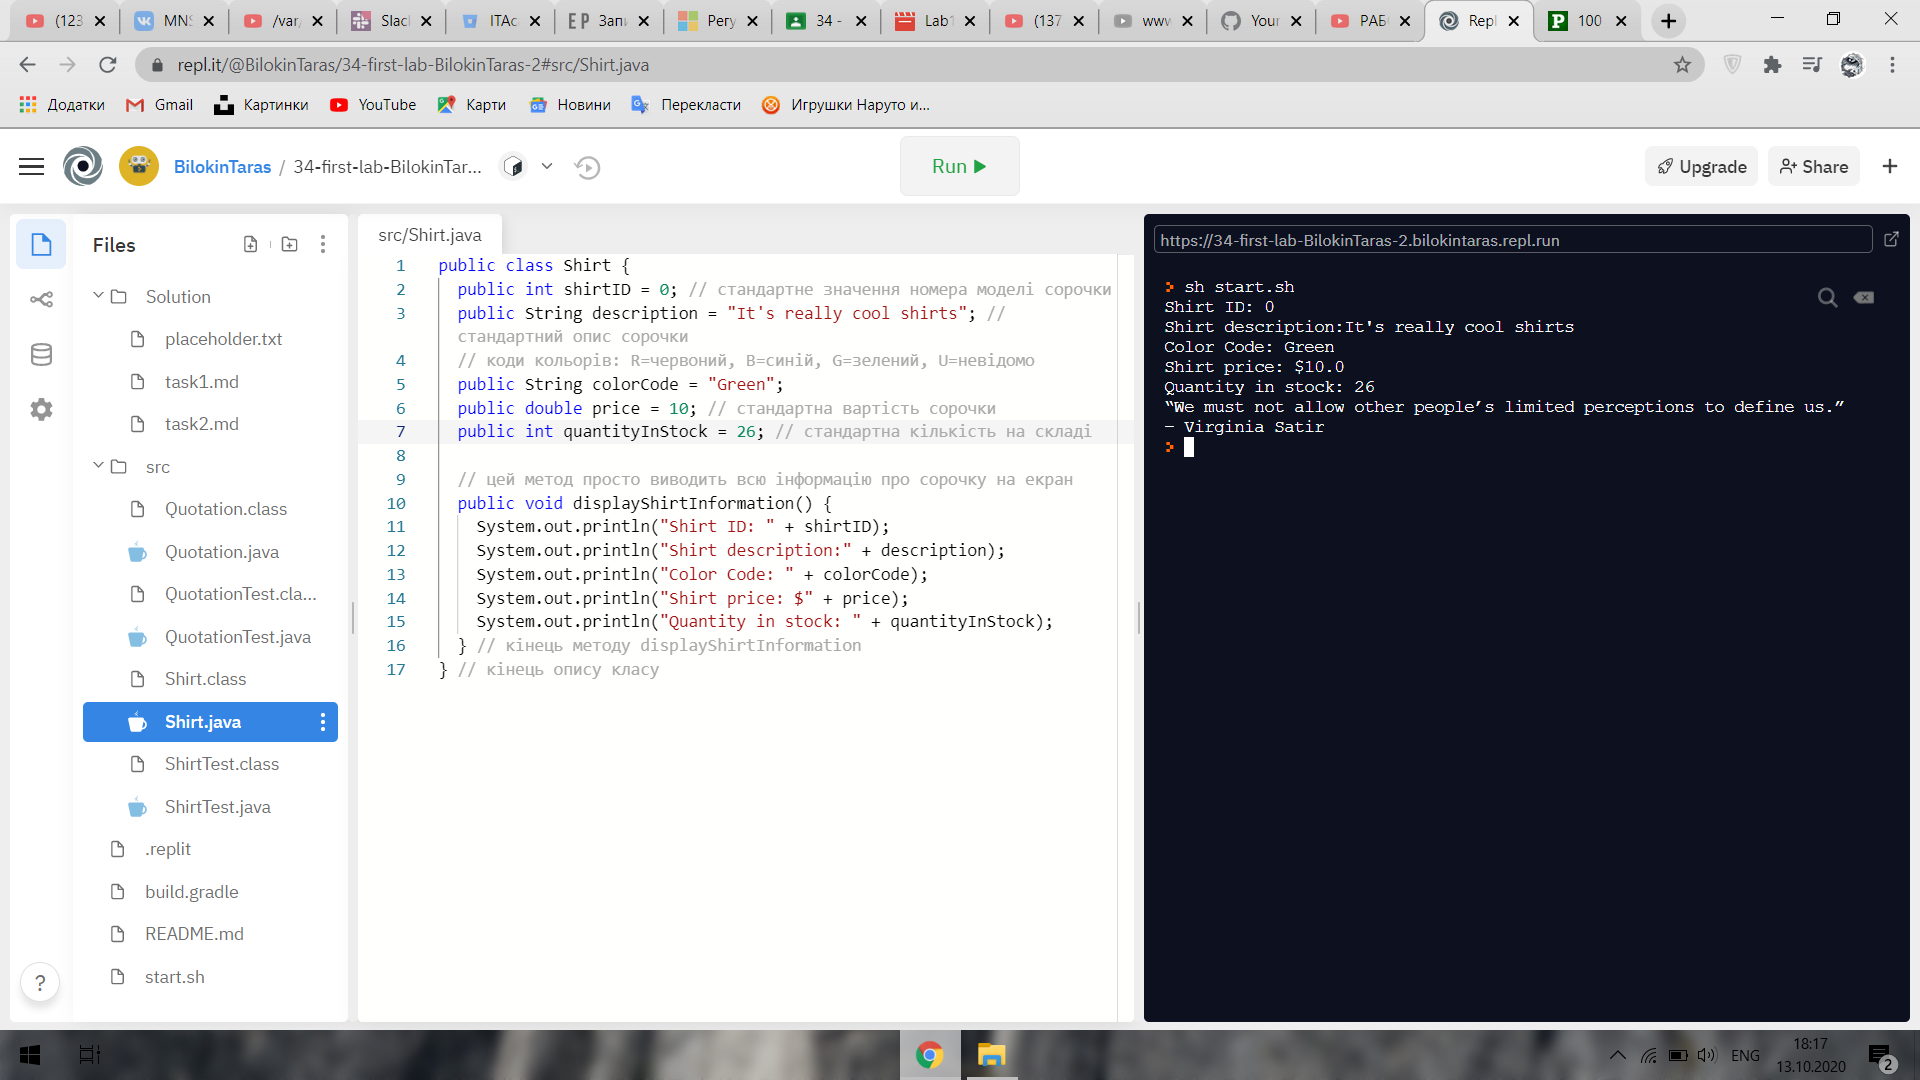 (123
MNS
/var,
Slac
ITAc
EP Запи
Регу
34 -
Lab1
(137
www
Your
РАБ
Repl
100
repl.it/@BilokinTaras/34-first-lab-BilokinTaras-2#src/Shirt.java
Додатки
Gmail
Картинки
YouTube
Карти
Новини
Перекласти
Игрушки Наруто и...
BilokinTaras / 34-first-lab-BilokinTar...
Run
Upgrade
Share
Files
Solution
placeholder.txt
task1.md
task2.md
src
Quotation.class
Quotation.java
QuotationTest.cla...
QuotationTest.java
Shirt.class
Shirt.java
ShirtTest.class
ShirtTest.java
.replit
build.gradle
README.md
start.sh
?
src/Shirt.java
1 public class Shirt {
2 public int shirtID = 0; // стандартне значення номера моделі сорочки
3 public String description = "It's really cool shirts"; //
стандартний опис сорочки
4 // коди кольорів: R=червоний, B=синій, G=зелений, U=невідомо
5 public String colorCode = "Green";
6 public double price = 10; // стандартна вартість сорочки
7 public int quantityInStock = 26; // стандартна кількість на складі
8
9 // цей метод просто виводить всю інформацію про сорочку на екран
10 public void displayShirtInformation() {
11 System.out.println("Shirt ID: " + shirtID);
12 System.out.println("Shirt description:" + description);
13 System.out.println("Color Code: " + colorCode);
14 System.out.println("Shirt price: $" + price);
15 System.out.println("Quantity in stock: " + quantityInStock);
16 } // кінець методу displayShirtInformation
17 } // кінець опису класу
https://34-first-lab-BilokinTaras-2.bilokintaras.repl.run
sh start.sh
Shirt ID: 0
Shirt description:It's really cool shirts
Color Code: Green
Shirt price: $10.0
Quantity in stock: 26
“We must not allow other people’s limited perceptions to define us.”
— Virginia Satir
ENG
18:17
13.10.2020
2